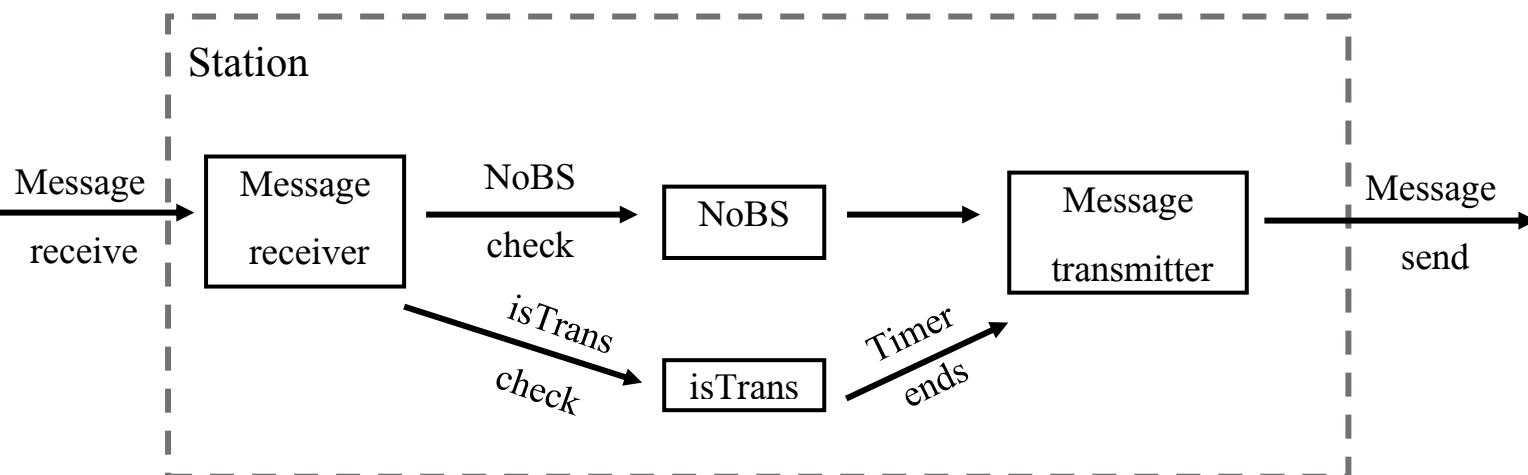 Station
Message
receive
Message
receiver
NoBS
check
NoBS
isTrans
check
isTrans
Timer
ends
Message
transmitter
Message
send